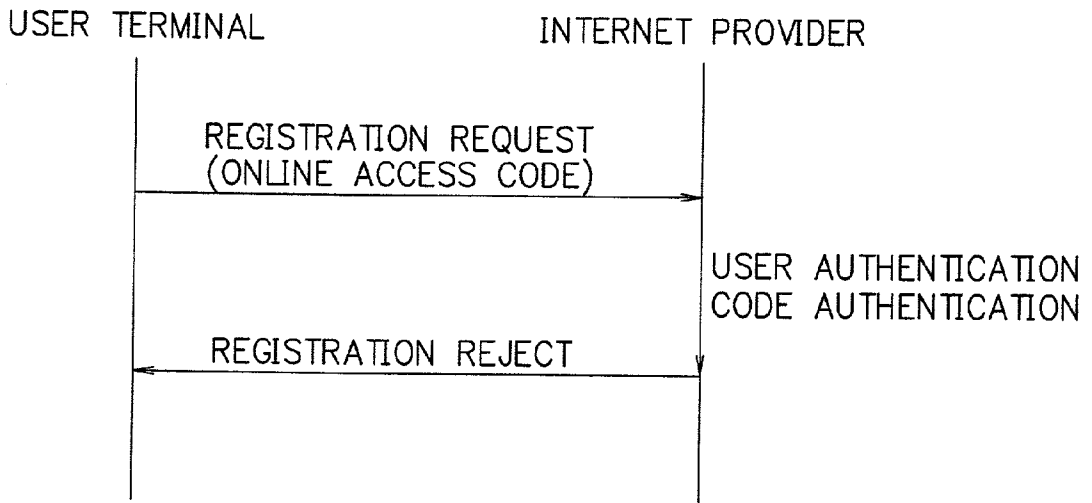 USER TERMINAL
INTERNET PROVIDER
REGISTRATION REQUEST
(ONLINE ACCESS CODE)
USER AUTHENTICATION
CODE AUTHENTICATION
REGISTRATION REJECT